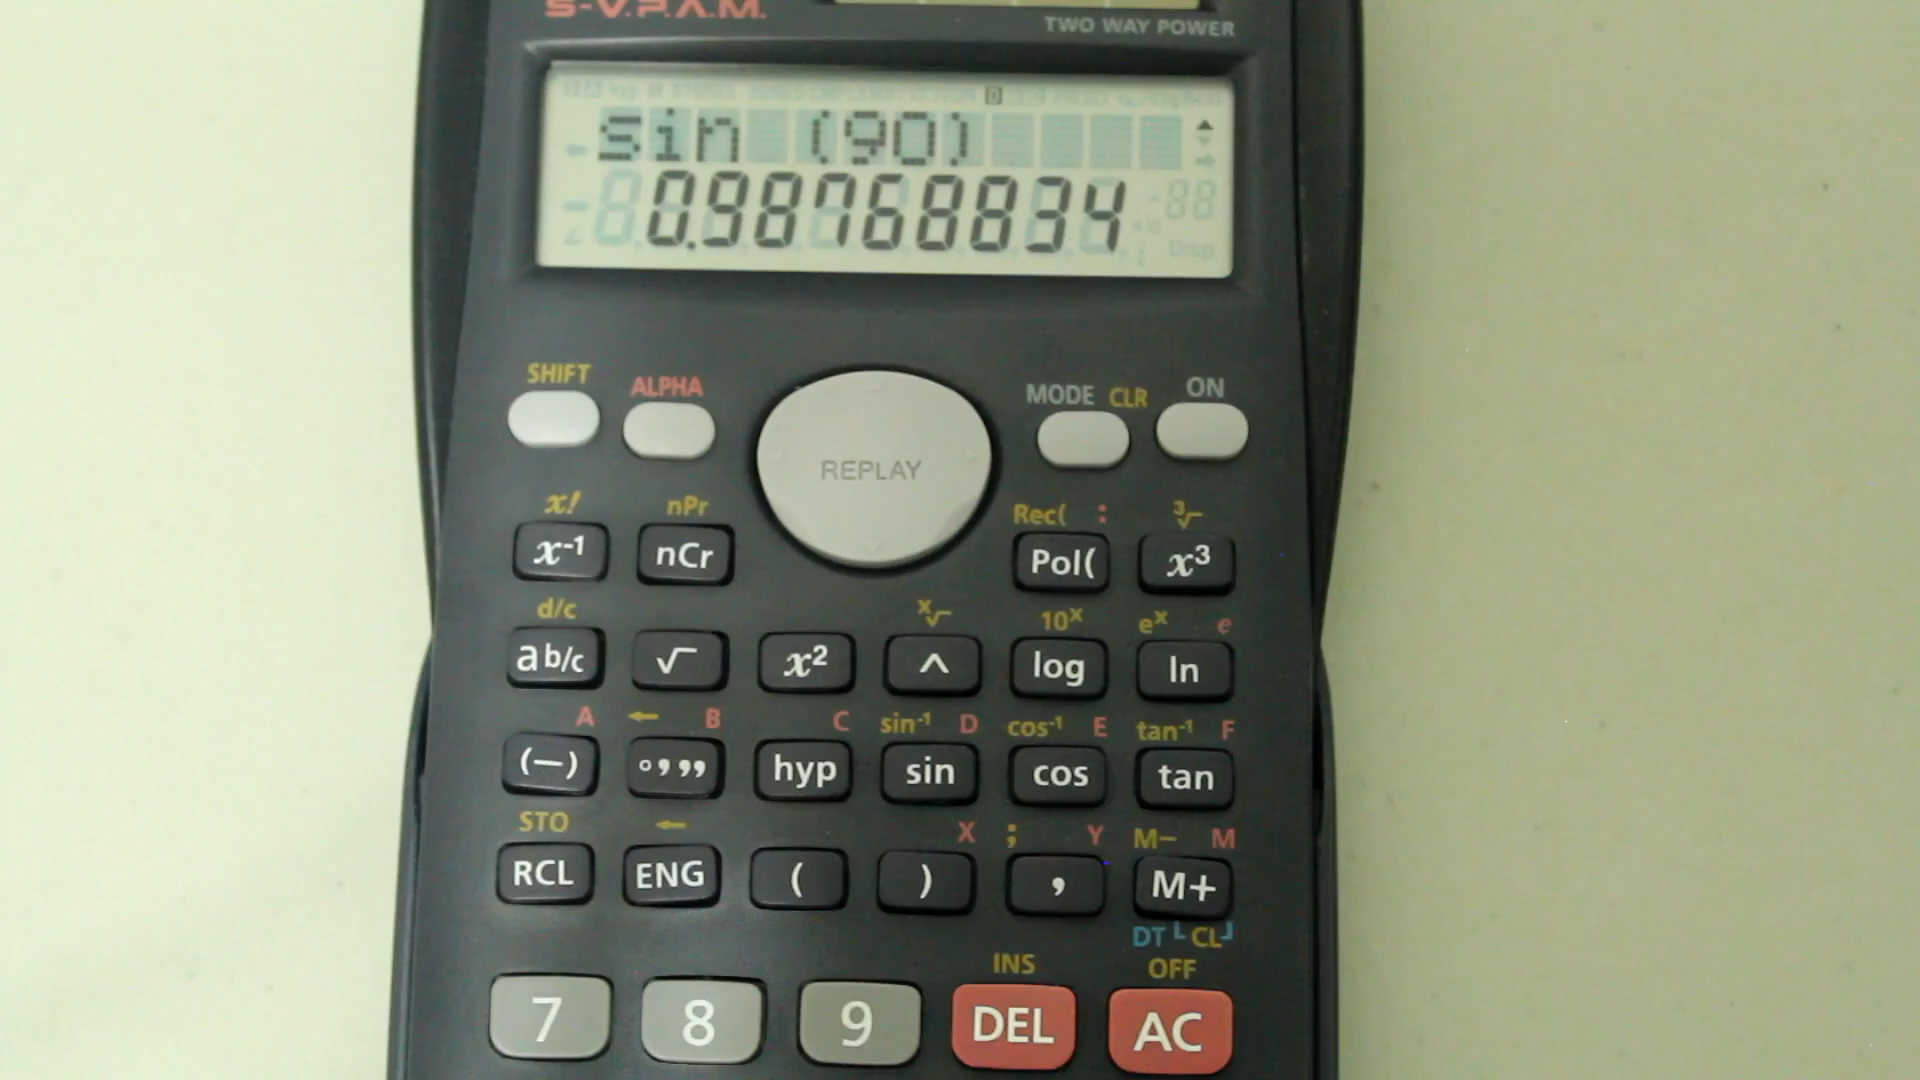 S-V.P.A.M.
TWO WAY POWER
D
sin (90)
0.98768834
SHIFT ALPHA MODE CLR ON
REPLAY
x! nPr Rec( : ³√
x⁻¹ nCr Pol( x³
d/c ˣ√ 10ˣ eˣ e
ab/c √ x² ^ log ln
A ← B C sin⁻¹ D cos⁻¹ E tan⁻¹ F
(−) ° ’ ” hyp sin cos tan
STO ← X ; Y M− M
RCL ENG ( ) , M+
DT CL
INS OFF
7 8 9 DEL AC